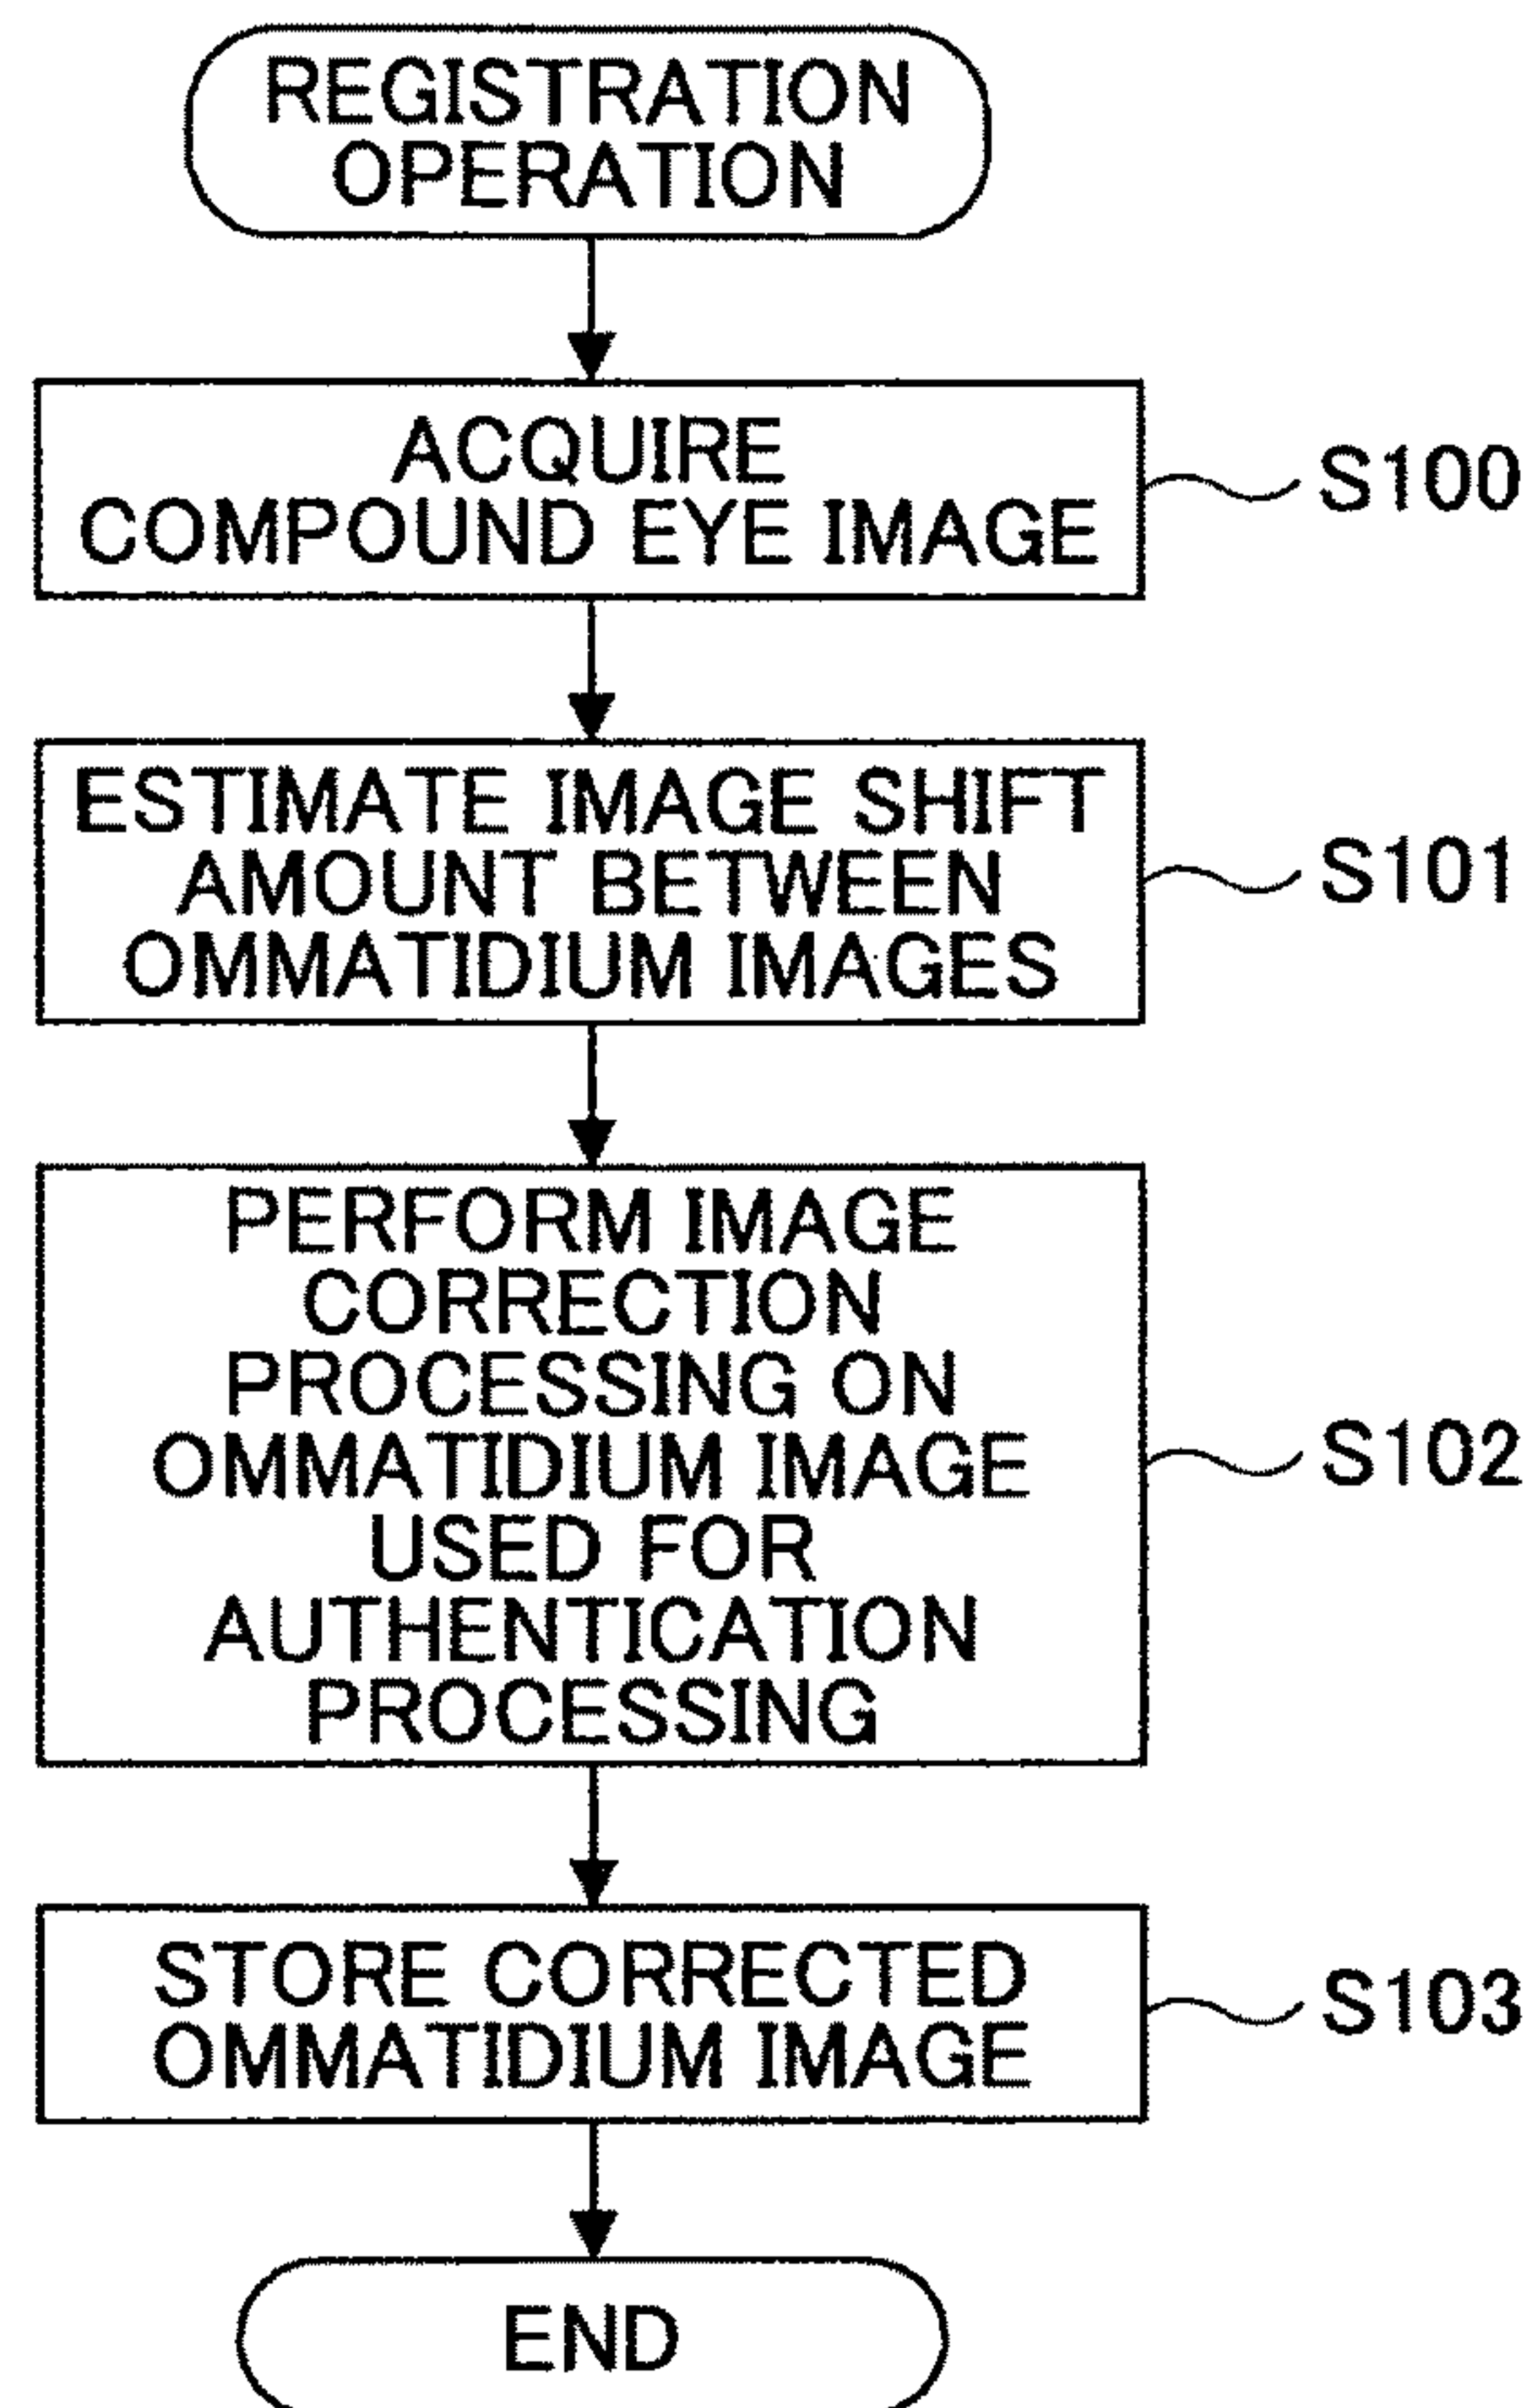 REGISTRATION
OPERATION
ACQUIRE
COMPOUND EYE IMAGE
S100
ESTIMATE IMAGE SHIFT
AMOUNT BETWEEN
OMMATIDIUM IMAGES
S101
PERFORM IMAGE
CORRECTION
PROCESSING ON
OMMATIDIUM IMAGE
USED FOR
AUTHENTICATION
PROCESSING
S102
STORE CORRECTED
OMMATIDIUM IMAGE
S103
END